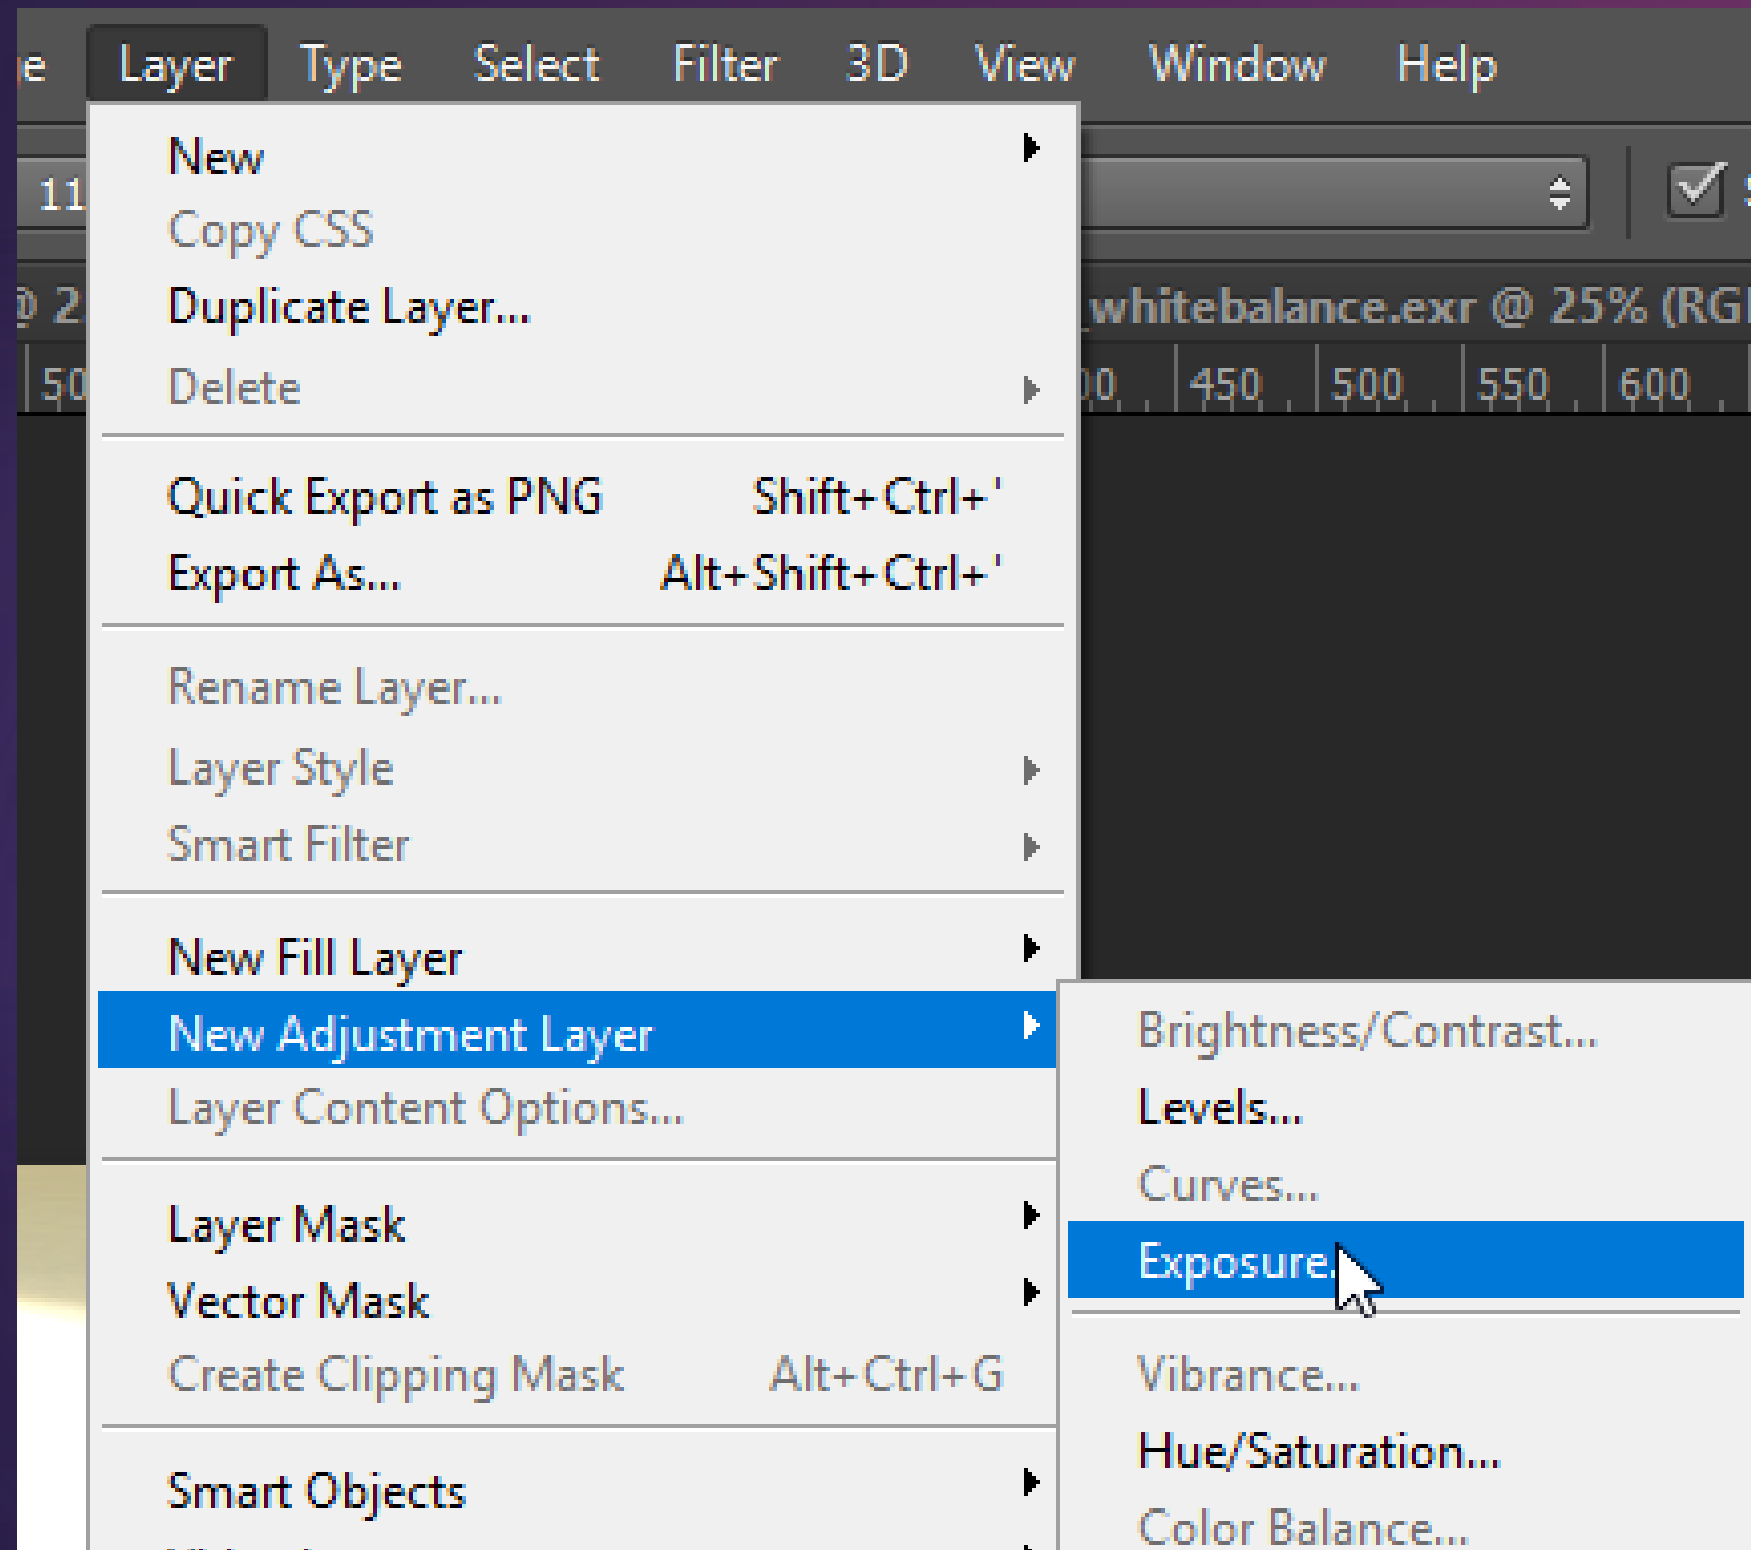 Layer Type Select Filter 3D View Window Help
11
New
Copy CSS
Duplicate Layer...
@ 2
whitebalance.exr @ 25% (RG
Delete
50 450 500 550 600
Quick Export as PNG Shift+Ctrl+'
Export As... Alt+Shift+Ctrl+'
Rename Layer...
Layer Style
Smart Filter
New Fill Layer
New Adjustment Layer
Brightness/Contrast...
Layer Content Options...
Levels...
Curves...
Layer Mask
Exposure.
Vector Mask
Create Clipping Mask Alt+Ctrl+G
Vibrance...
Hue/Saturation...
Smart Objects
Color Balance...